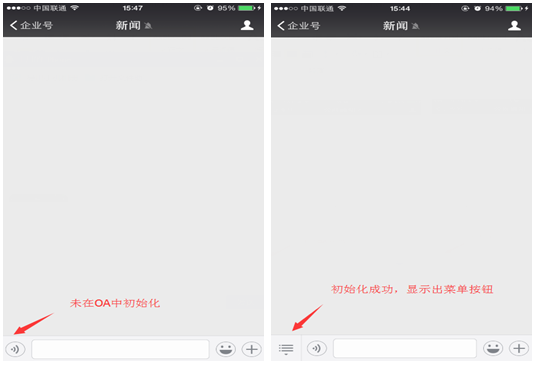 中国联通 15:47 95%
企业号 新闻
未在OA中初始化
中国联通 15:44 94%
企业号 新闻
初始化成功，显示出菜单按钮